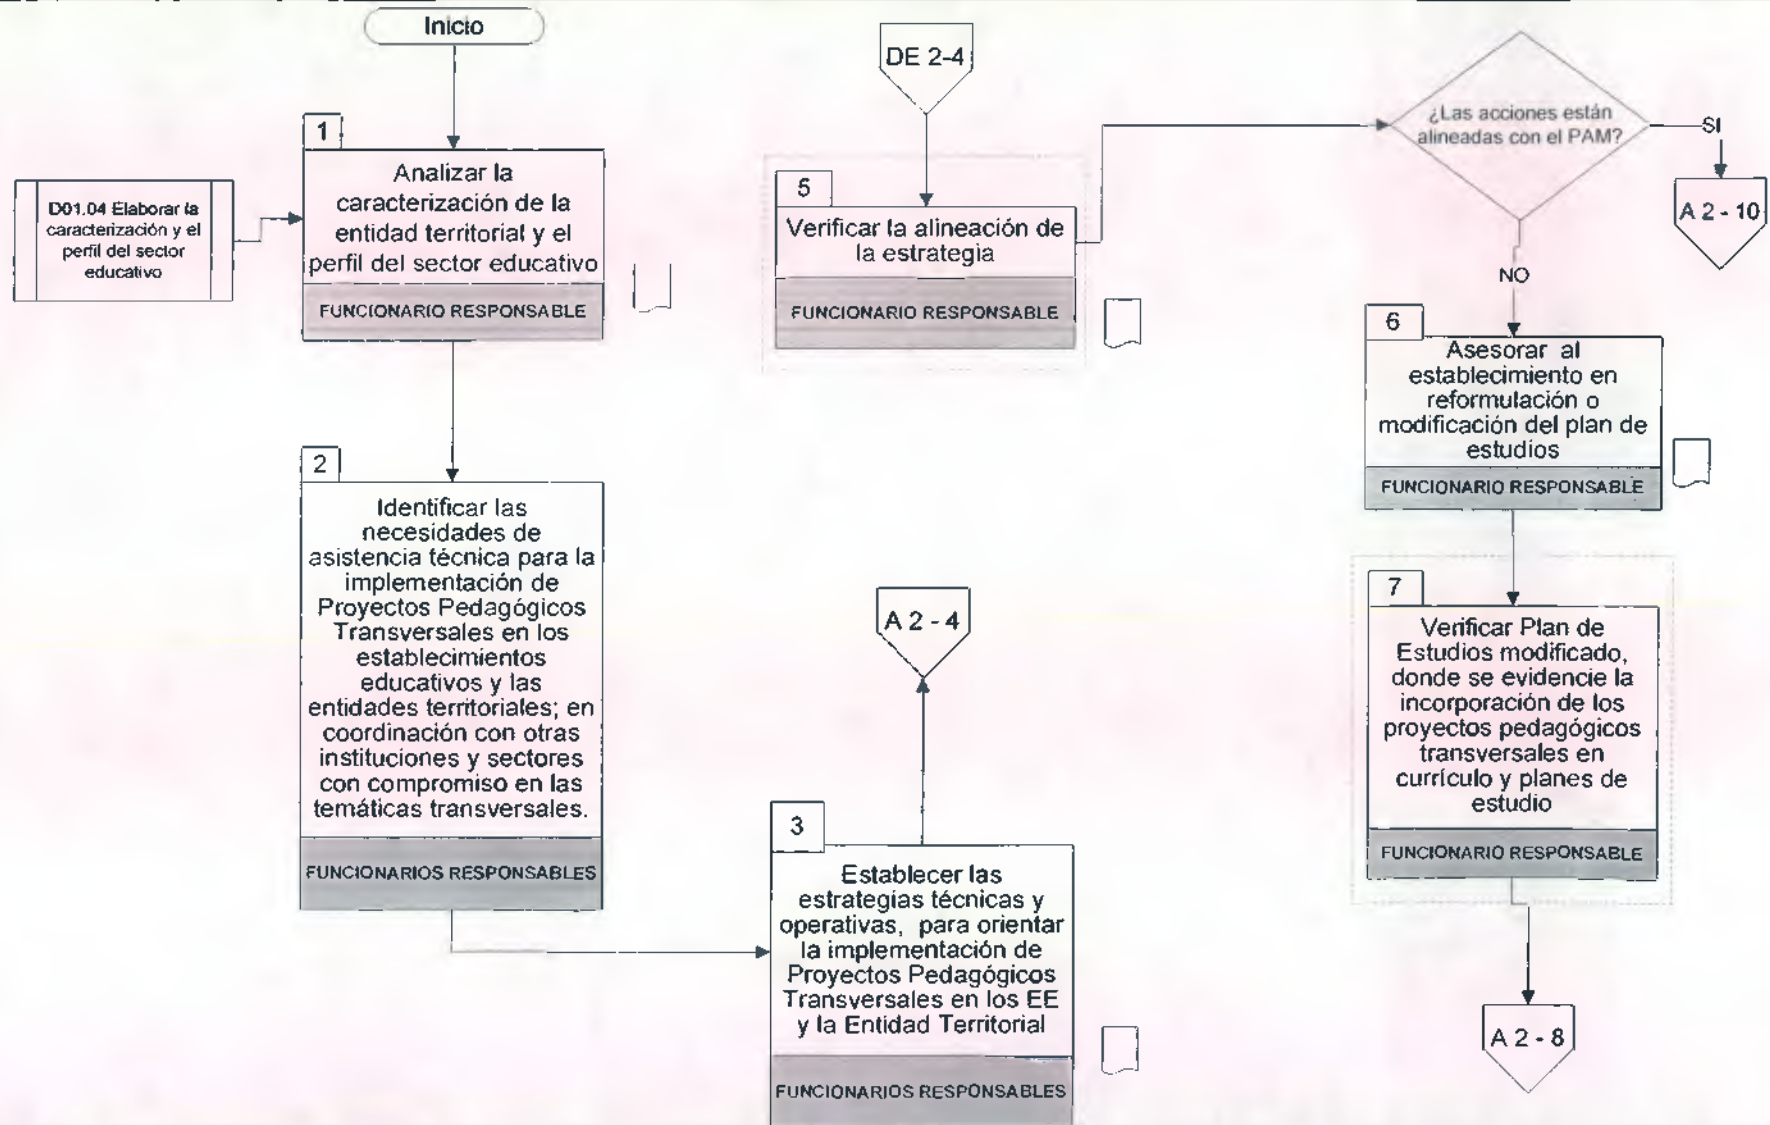 Inicio
1
Analizar la
caracterización de la
entidad territorial y el
perfil del sector educativo
FUNCIONARIO RESPONSABLE
D01.04 Elaborar la
caracterización y el
perfil del sector
educativo
2
Identificar las
necesidades de
asistencia técnica para la
implementación de
Proyectos Pedagógicos
Transversales en los
establecimientos
educativos y las
entidades territoriales; en
coordinación con otras
instituciones y sectores
con compromiso en las
temáticas transversales.
FUNCIONARIOS RESPONSABLES
3
Establecer las
estrategias técnicas y
operativas, para orientar
la implementación de
Proyectos Pedagógicos
Transversales en los EE
y la Entidad Territorial
FUNCIONARIOS RESPONSABLES
A 2 - 4
DE 2-4
5
Verificar la alineación de
la estrategia
FUNCIONARIO RESPONSABLE
¿Las acciones están
alineadas con el PAM?
SI
A 2 - 10
NO
6
Asesorar al
establecimiento en
reformulación o
modificación del plan de
estudios
FUNCIONARIO RESPONSABLE
7
Verificar Plan de
Estudios modificado,
donde se evidencie la
incorporación de los
proyectos pedagógicos
transversales en
currículo y planes de
estudio
FUNCIONARIO RESPONSABLE
A 2 - 8